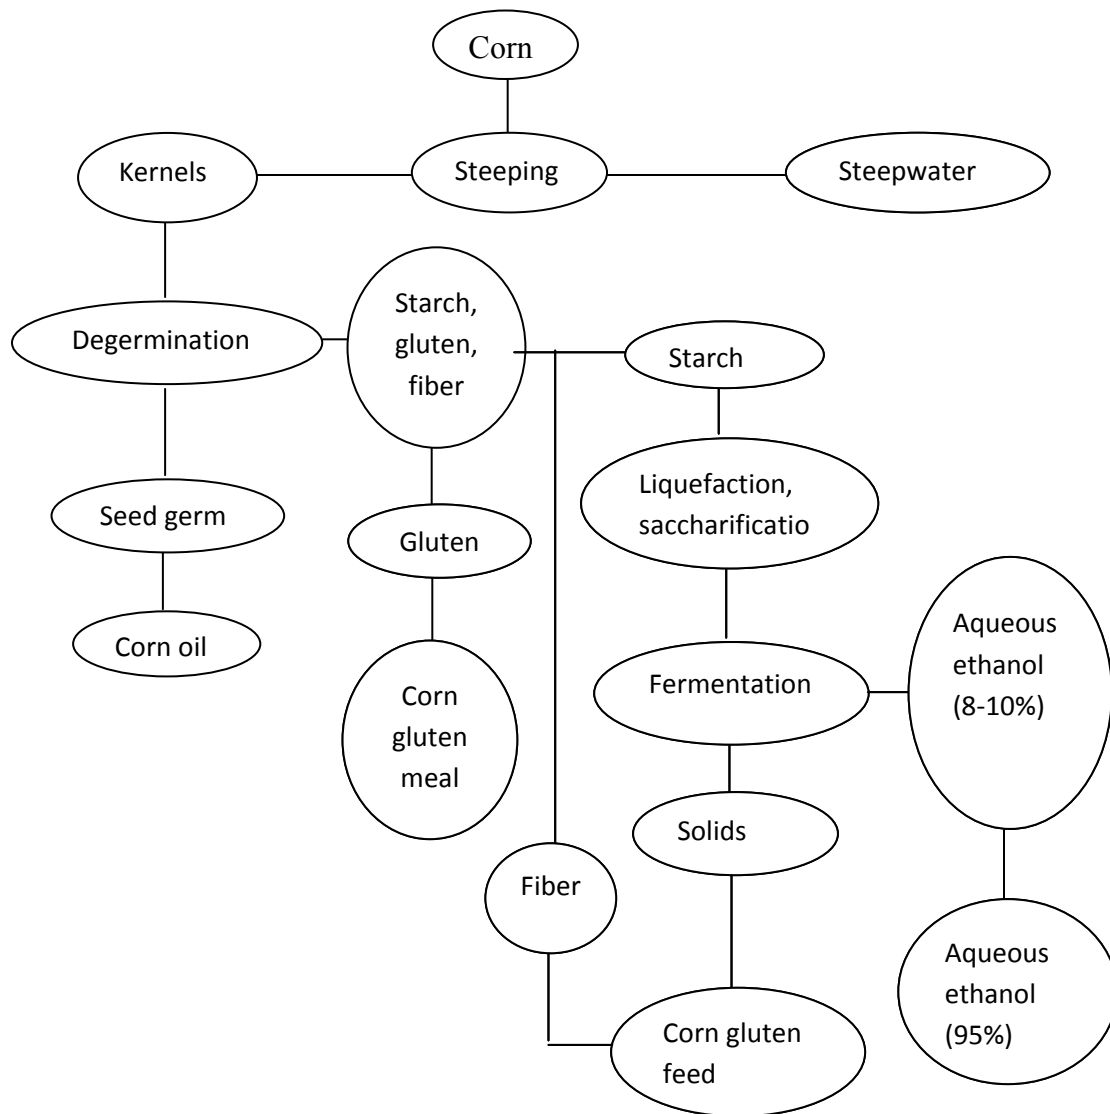 Corn
Kernels
Steeping
Steepwater
Degermination
Starch,
gluten,
fiber
Starch
Seed germ
Gluten
Liquefaction,
saccharificatio
Corn oil
Corn
gluten
meal
Fermentation
Aqueous
ethanol
(8-10%)
Solids
Fiber
Corn gluten
feed
Aqueous
ethanol
(95%)